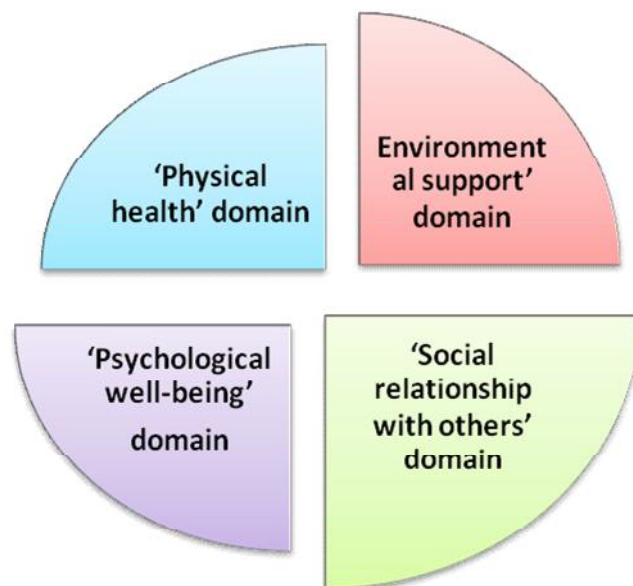 ‘Physical
health’ domain
Environment
al support’
domain
‘Psychological
well-being’
domain
‘Social
relationship
with others’
domain